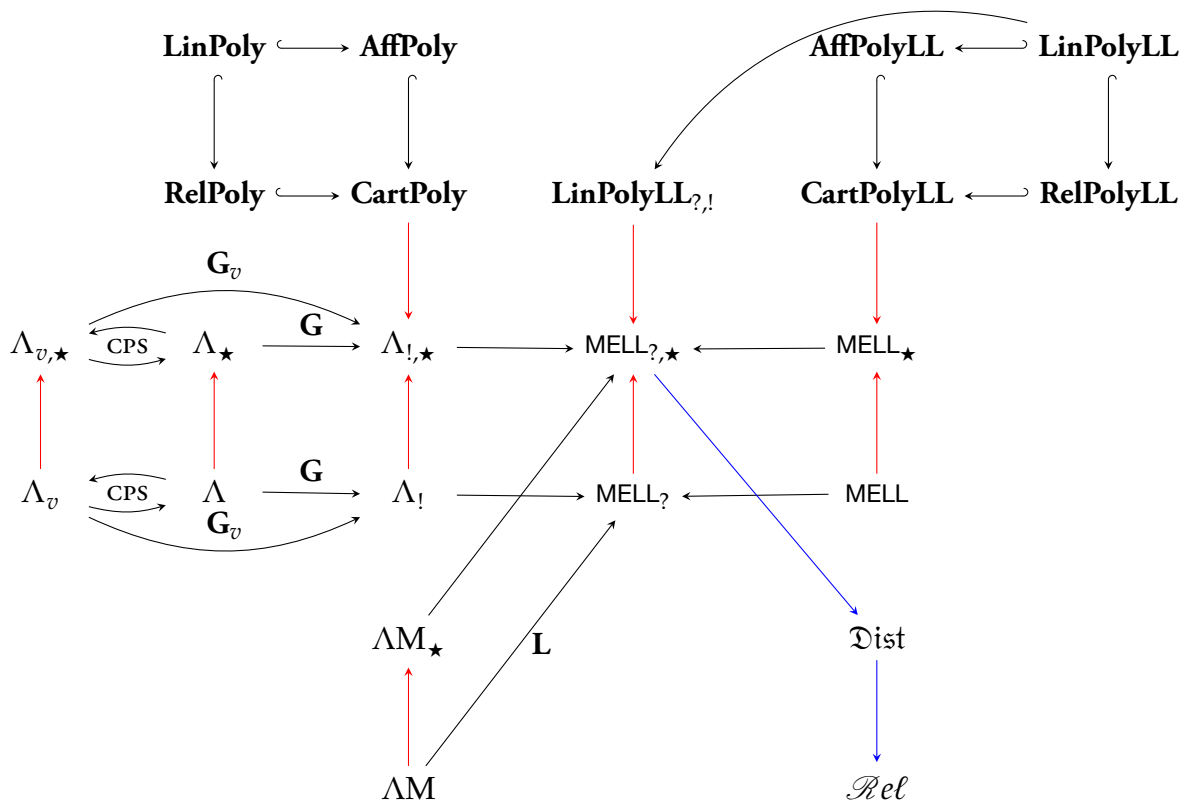 LinPoly AffPoly AffPolyLL LinPolyLL
RelPoly CartPoly LinPolyLL?,! CartPolyLL RelPolyLL
Gᵥ
Λᵥ,★ CPS Λ★ G Λ!,★ MELL?,★ MELL★
Λᵥ CPS Λ G Λ! MELL? MELL
Gᵥ
ΛM★ L 𝔇ist
ΛM ℛel